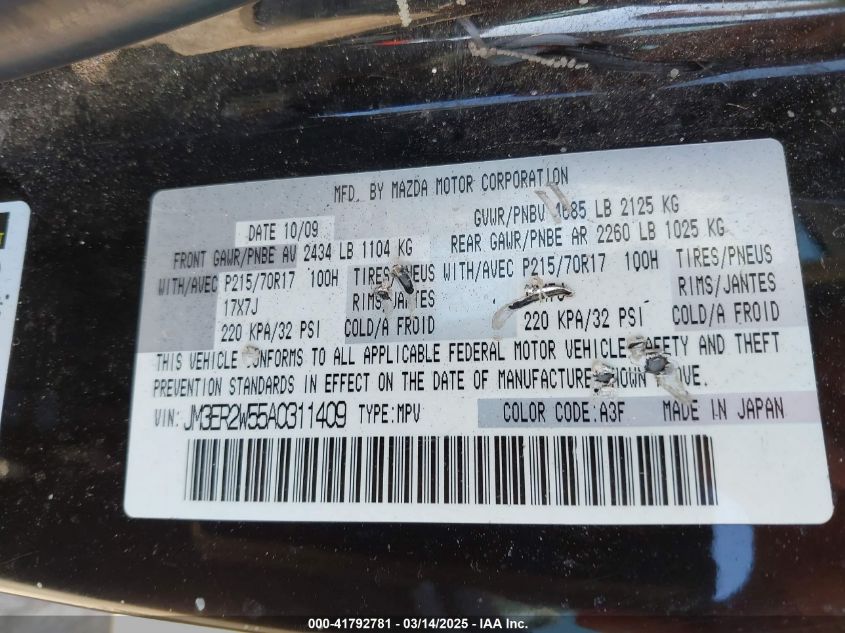 MFD. BY MAZDA MOTOR CORPORATION
DATE 10/09 GVWR/PNBV LB 2125 KG
FRONT GAWR/PNBE AV 2434 LB 1104 KG REAR GAWR/PNBE AR 2260 LB 1025 KG
WITH/AVEC P215/70R17 100H TIRES/PNEUS WITH/AVEC P215/70R17 100H TIRES/PNEUS
17X7J RIMS/JANTES RIMS/JANTES
220 KPA/32 PSI COLD/A FROID 220 KPA/32 PSI COLD/A FROID
THIS VEHICLE CONFORMS TO ALL APPLICABLE FEDERAL MOTOR VEHICLE SAFETY AND THEFT
PREVENTION STANDARDS IN EFFECT ON THE DATE OF MANUFACTURE SHOWN ABOVE.
VIN: JM3ER2W55A0311409 TYPE:MPV COLOR CODE:A3F MADE IN JAPAN
000-41792781 - 03/14/2025 - IAA Inc.